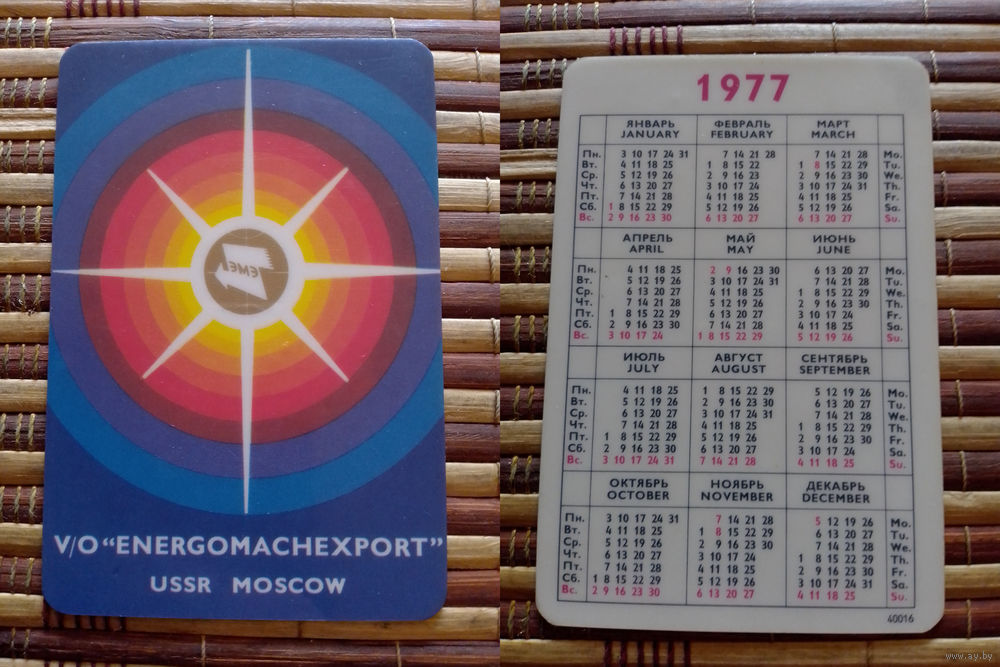 EME
V/O “ENERGOMACHEXPORT”
USSR MOSCOW
1977
ЯНВАРЬ ФЕВРАЛЬ МАРТ
JANUARY FEBRUARY MARCH
Пн. 3 10 17 24 31 7 14 21 28 7 14 21 28 Mo.
Вт. 4 11 18 25 1 8 15 22 1 8 15 22 29 Tu.
Ср. 5 12 19 26 2 9 16 23 2 9 16 23 30 We.
Чт. 6 13 20 27 3 10 17 24 3 10 17 24 31 Th.
Пт. 7 14 21 28 4 11 18 25 4 11 18 25 Fr.
Сб. 1 8 15 22 29 5 12 19 26 5 12 19 26 Sa.
Вс. 2 9 16 23 30 6 13 20 27 6 13 20 27 Su.
АПРЕЛЬ МАЙ ИЮНЬ
APRIL MAY JUNE
Пн. 4 11 18 25 2 9 16 23 30 6 13 20 27 Mo.
Вт. 5 12 19 26 3 10 17 24 31 7 14 21 28 Tu.
Ср. 6 13 20 27 4 11 18 25 1 8 15 22 29 We.
Чт. 7 14 21 28 5 12 19 26 2 9 16 23 30 Th.
Пт. 1 8 15 22 29 6 13 20 27 3 10 17 24 Fr.
Сб. 2 9 16 23 30 7 14 21 28 4 11 18 25 Sa.
Вс. 3 10 17 24 1 8 15 22 29 5 12 19 26 Su.
ИЮЛЬ АВГУСТ СЕНТЯБРЬ
JULY AUGUST SEPTEMBER
Пн. 4 11 18 25 1 8 15 22 29 5 12 19 26 Mo.
Вт. 5 12 19 26 2 9 16 23 30 6 13 20 27 Tu.
Ср. 6 13 20 27 3 10 17 24 31 7 14 21 28 We.
Чт. 7 14 21 28 4 11 18 25 1 8 15 22 29 Th.
Пт. 1 8 15 22 29 5 12 19 26 2 9 16 23 30 Fr.
Сб. 2 9 16 23 30 6 13 20 27 3 10 17 24 Sa.
Вс. 3 10 17 24 31 7 14 21 28 4 11 18 25 Su.
ОКТЯБРЬ НОЯБРЬ ДЕКАБРЬ
OCTOBER NOVEMBER DECEMBER
Пн. 3 10 17 24 31 7 14 21 28 5 12 19 26 Mo.
Вт. 4 11 18 25 1 8 15 22 29 6 13 20 27 Tu.
Ср. 5 12 19 26 2 9 16 23 30 7 14 21 28 We.
Чт. 6 13 20 27 3 10 17 24 1 8 15 22 29 Th.
Пт. 7 14 21 28 4 11 18 25 2 9 16 23 30 Fr.
Сб. 1 8 15 22 29 5 12 19 26 3 10 17 24 31 Sa.
Вс. 2 9 16 23 30 6 13 20 27 4 11 18 25 Su.
40016
www.ay.by